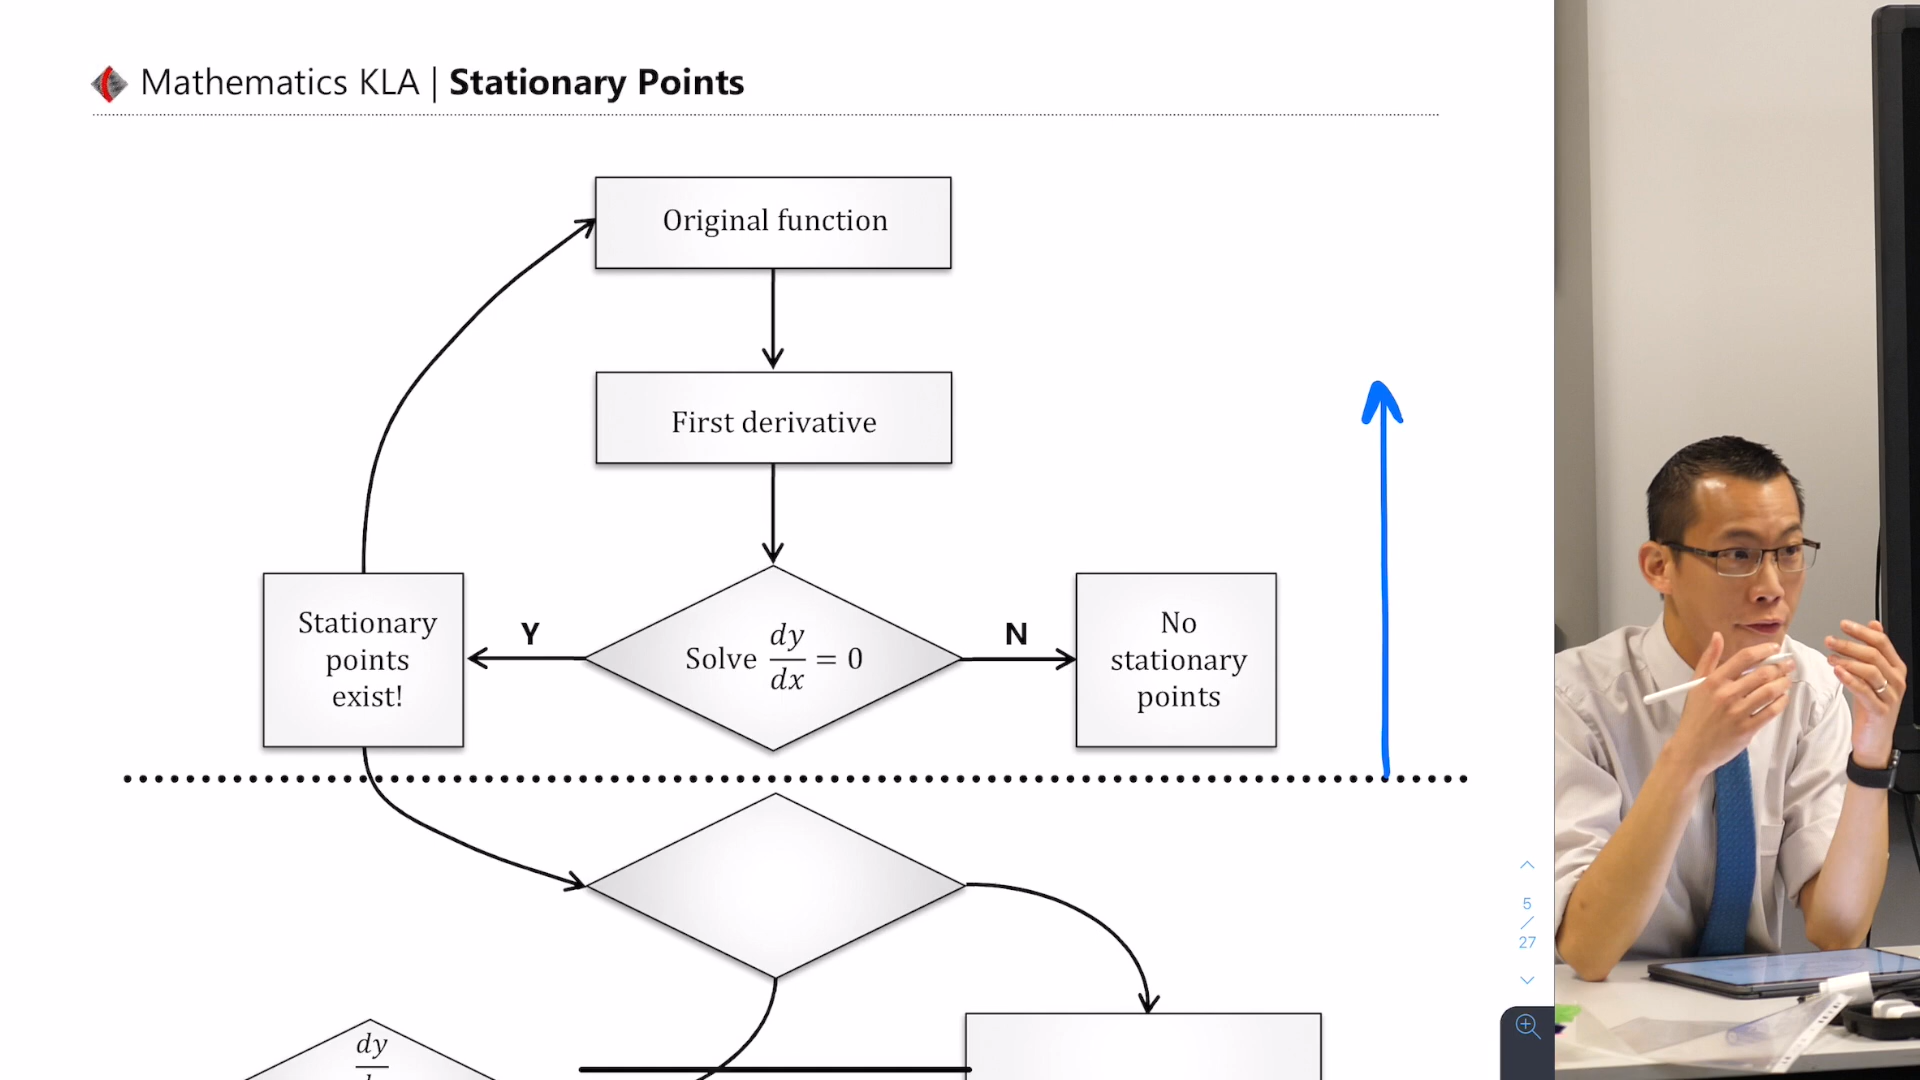 Mathematics KLA | Stationary Points
Original function
First derivative
Stationary
points
exist!
Y
Solve dy/dx = 0
N
No
stationary
points
5
/
27
dy